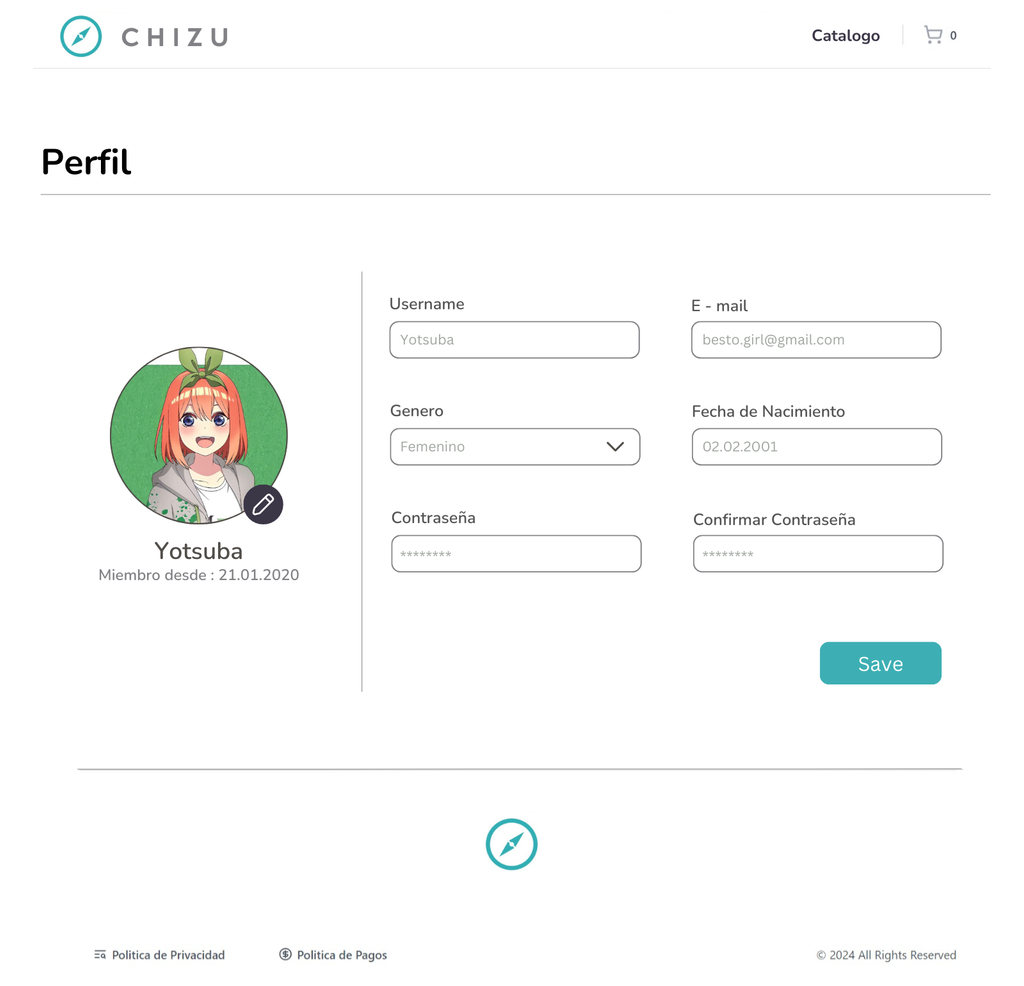 CHIZU
Catalogo
0
Perfil
Username
E - mail
Yotsuba
besto.girl@gmail.com
Genero
Fecha de Nacimiento
Femenino
02.02.2001
Contraseña
Confirmar Contraseña
********
********
Yotsuba
Miembro desde : 21.01.2020
Save
Politica de Privacidad
Politica de Pagos
© 2024 All Rights Reserved